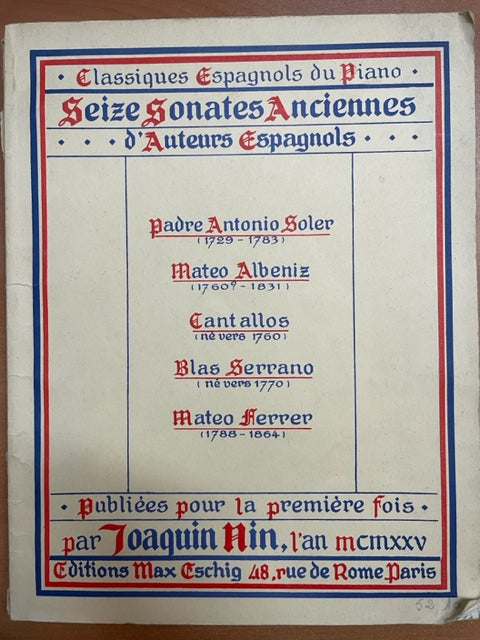 · Classiques Espagnols du Piano ·
Seize Sonates Anciennes
· · · d'Auteurs Espagnols · · ·
Padre Antonio Soler
(1729 - 1783)
Mateo Albeniz
(1760? - 1831)
Cantallos
(né vers 1760)
Blas Serrano
(né vers 1770)
Mateo Ferrer
(1788 - 1864)
· Publiées pour la première fois ·
par Joaquin Nin, l'an MCMXXV
Editions Max Eschig 48, rue de Rome. Paris